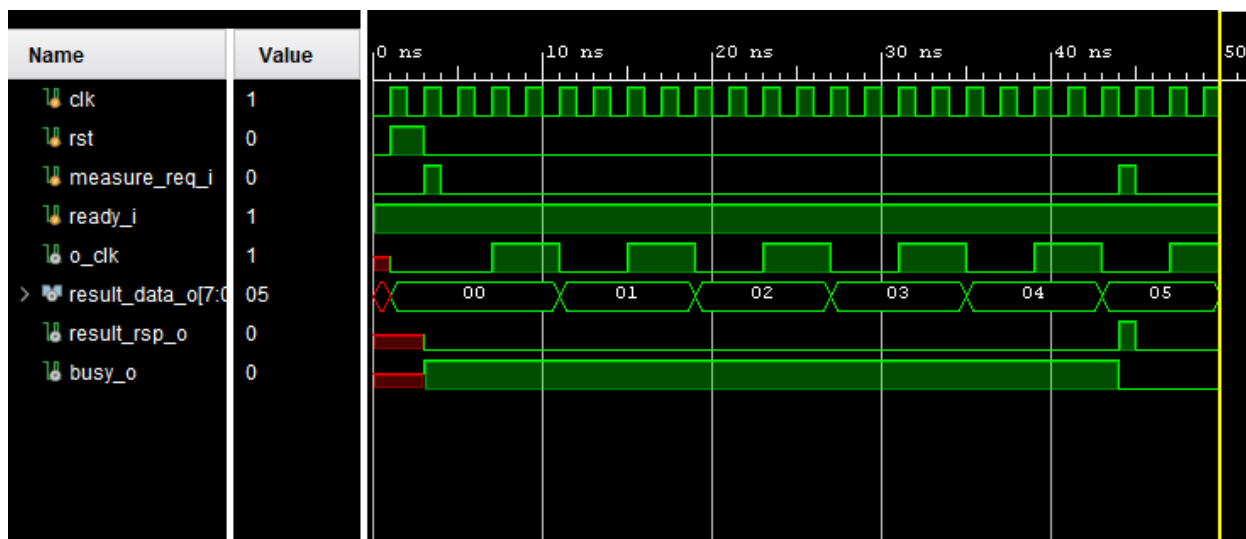 Name Value 0 ns 10 ns 20 ns 30 ns 40 ns 50
clk 1
rst 0
measure_req_i 0
ready_i 1
o_clk 1
result_data_o[7:0 05 00 01 02 03 04 05
result_rsp_o 0
busy_o 0